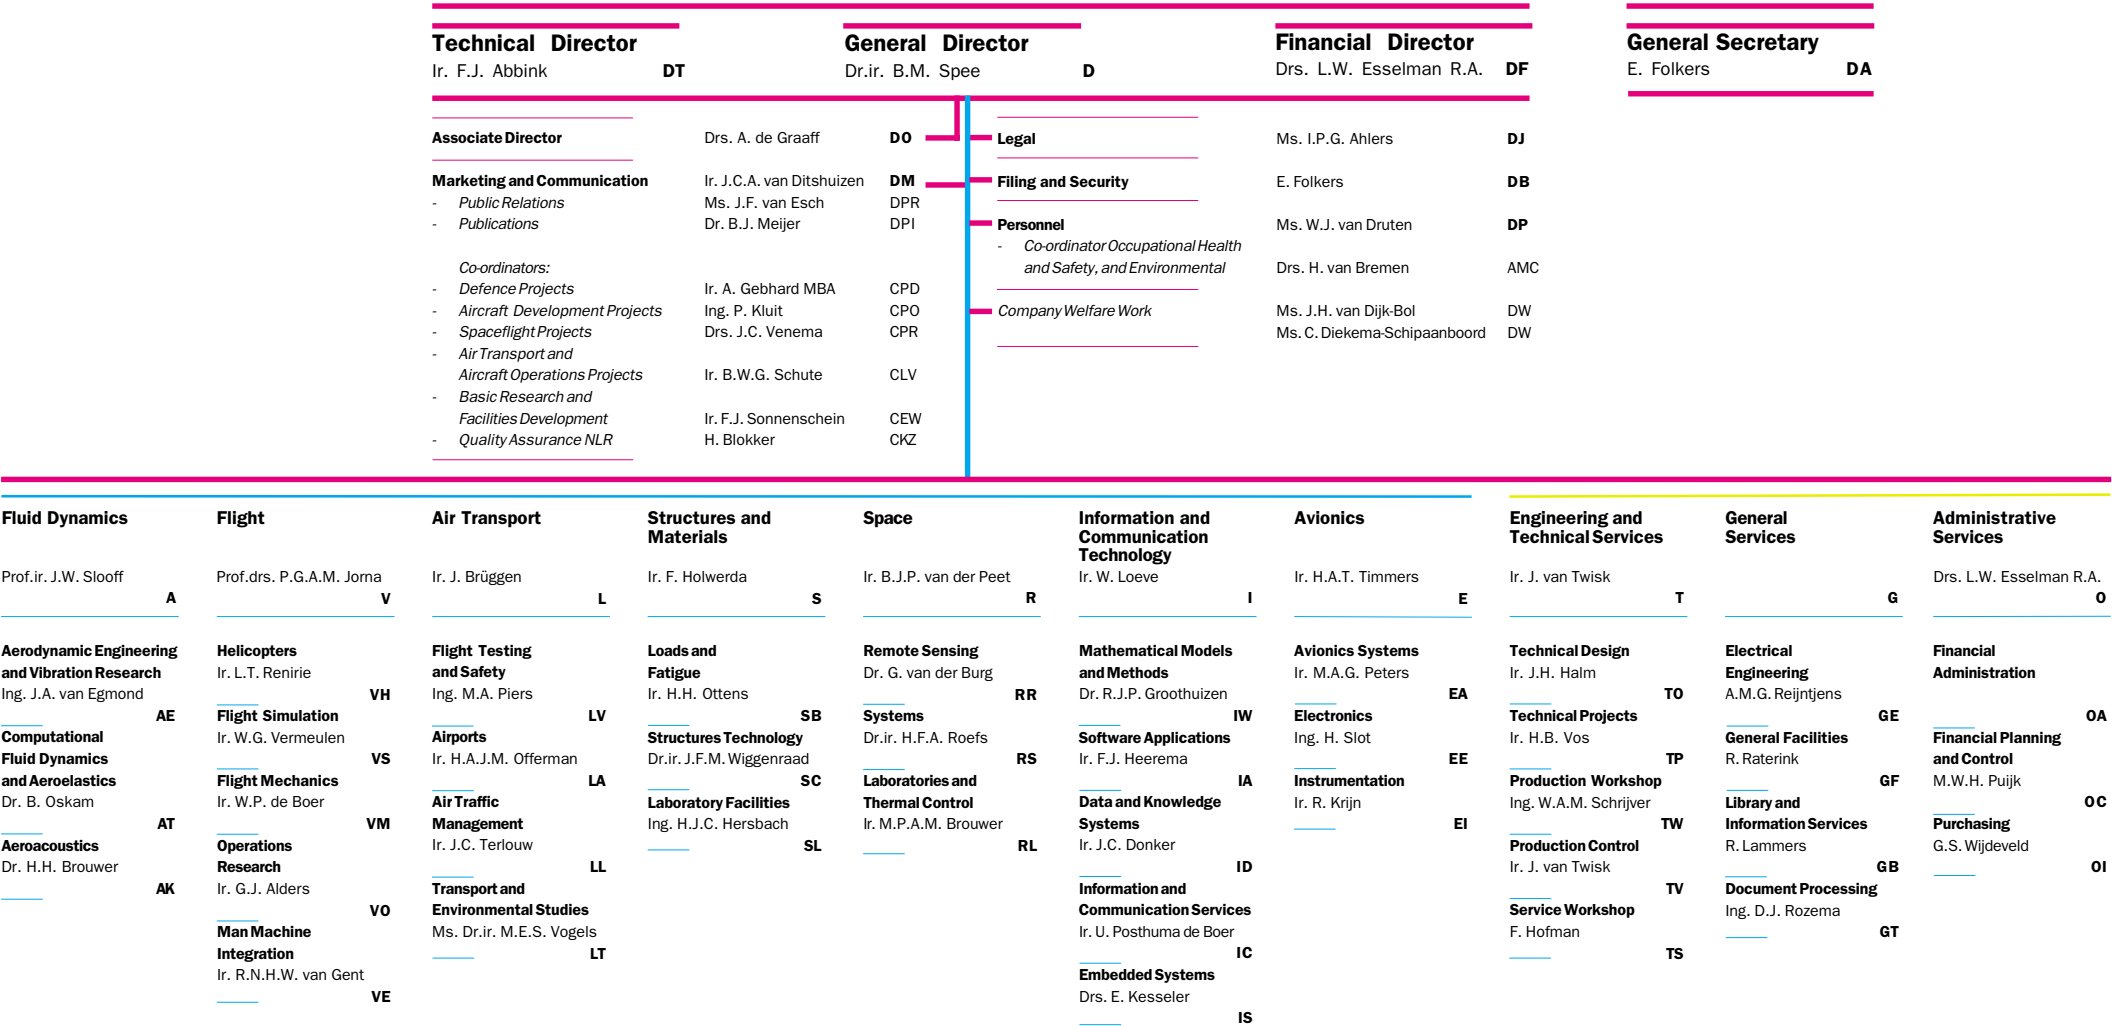 Technical Director
Ir. F.J. Abbink DT
General Director
Dr.ir. B.M. Spee D
Financial Director
Drs. L.W. Esselman R.A. DF
General Secretary
E. Folkers DA
Associate Director Drs. A. de Graaff DO
Marketing and Communication Ir. J.C.A. van Ditshuizen DM
- Public Relations Ms. J.F. van Esch DPR
- Publications Dr. B.J. Meijer DPI
Co-ordinators:
- Defence Projects Ir. A. Gebhard MBA CPD
- Aircraft Development Projects Ing. P. Kluit CPO
- Spaceflight Projects Drs. J.C. Venema CPR
- Air Transport and
Aircraft Operations Projects Ir. B.W.G. Schute CLV
- Basic Research and
Facilities Development Ir. F.J. Sonnenschein CEW
- Quality Assurance NLR H. Blokker CKZ
Legal Ms. I.P.G. Ahlers DJ
Filing and Security E. Folkers DB
Personnel Ms. W.J. van Druten DP
- Co-ordinator Occupational Health
and Safety, and Environmental Drs. H. van Bremen AMC
Company Welfare Work Ms. J.H. van Dijk-Bol DW
Ms. C. Diekema-Schipaanboord DW
Fluid Dynamics
Prof.ir. J.W. Slooff
A
Aerodynamic Engineering
and Vibration Research
Ing. J.A. van Egmond
AE
Computational
Fluid Dynamics
and Aeroelastics
Dr. B. Oskam
AT
Aeroacoustics
Dr. H.H. Brouwer
AK
Flight
Prof.drs. P.G.A.M. Jorna
V
Helicopters
Ir. L.T. Renirie
VH
Flight Simulation
Ir. W.G. Vermeulen
VS
Flight Mechanics
Ir. W.P. de Boer
VM
Operations
Research
Ir. G.J. Alders
VO
Man Machine
Integration
Ir. R.N.H.W. van Gent
VE
Air Transport
Ir. J. Brüggen
L
Flight Testing
and Safety
Ing. M.A. Piers
LV
Airports
Ir. H.A.J.M. Offerman
LA
Air Traffic
Management
Ir. J.C. Terlouw
LL
Transport and
Environmental Studies
Ms. Dr.ir. M.E.S. Vogels
LT
Structures and
Materials
Ir. F. Holwerda
S
Loads and
Fatigue
Ir. H.H. Ottens
SB
Structures Technology
Dr.ir. J.F.M. Wiggenraad
SC
Laboratory Facilities
Ing. H.J.C. Hersbach
SL
Space
Ir. B.J.P. van der Peet
R
Remote Sensing
Dr. G. van der Burg
RR
Systems
Dr.ir. H.F.A. Roefs
RS
Laboratories and
Thermal Control
Ir. M.P.A.M. Brouwer
RL
Information and
Communication
Technology
Ir. W. Loeve
I
Mathematical Models
and Methods
Dr. R.J.P. Groothuizen
IW
Software Applications
Ir. F.J. Heerema
IA
Data and Knowledge
Systems
Ir. J.C. Donker
ID
Information and
Communication Services
Ir. U. Posthuma de Boer
IC
Embedded Systems
Drs. E. Kesseler
IS
Avionics
Ir. H.A.T. Timmers
E
Avionics Systems
Ir. M.A.G. Peters
EA
Electronics
Ing. H. Slot
EE
Instrumentation
Ir. R. Krijn
EI
Engineering and
Technical Services
Ir. J. van Twisk
T
Technical Design
Ir. J.H. Halm
TO
Technical Projects
Ir. H.B. Vos
TP
Production Workshop
Ing. W.A.M. Schrijver
TW
Production Control
Ir. J. van Twisk
TV
Service Workshop
F. Hofman
TS
General
Services
G
Electrical
Engineering
A.M.G. Reijntjens
GE
General Facilities
R. Raterink
GF
Library and
Information Services
R. Lammers
GB
Document Processing
Ing. D.J. Rozema
GT
Administrative
Services
Drs. L.W. Esselman R.A.
O
Financial
Administration
OA
Financial Planning
and Control
M.W.H. Puijk
OC
Purchasing
G.S. Wijdeveld
OI